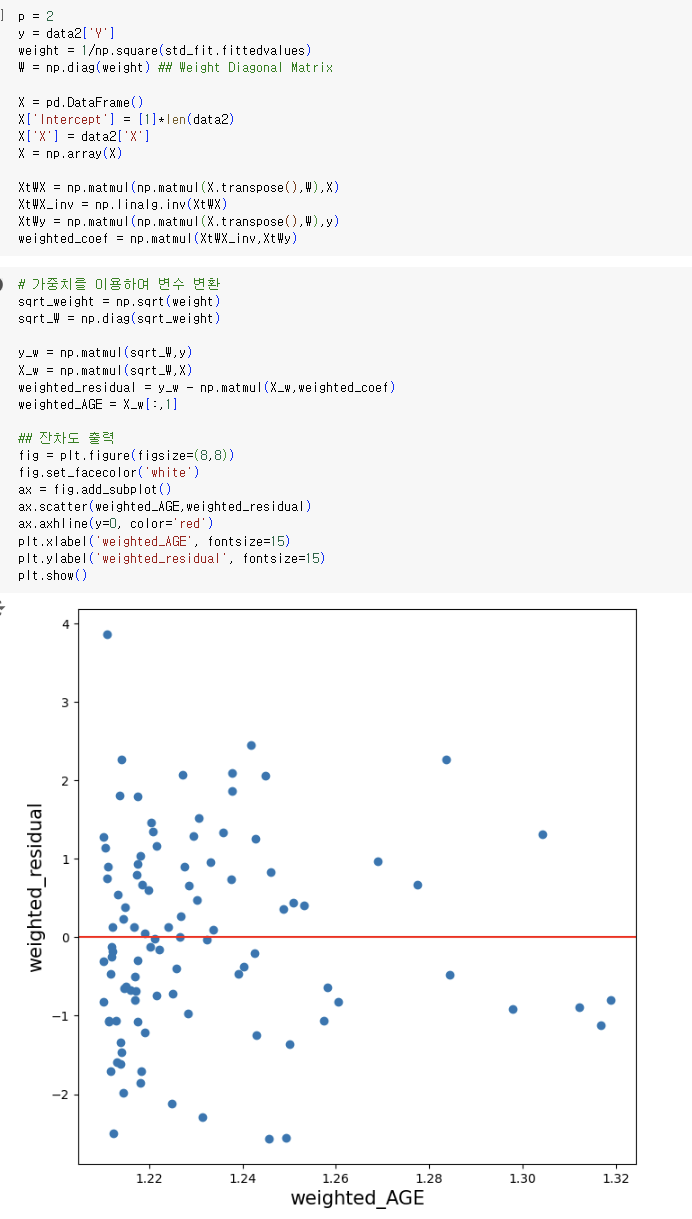 ]
p = 2
y = data2['Y']
weight = 1/np.square(std_fit.fittedvalues)
W = np.diag(weight) ## Weight Diagonal Matrix
X = pd.DataFrame()
X['Intercept'] = [1]*len(data2)
X['X'] = data2['X']
X = np.array(X)
XtWX = np.matmul(np.matmul(X.transpose(),W),X)
XtWX_inv = np.linalg.inv(XtWX)
XtWy = np.matmul(np.matmul(X.transpose(),W),y)
weighted_coef = np.matmul(XtWX_inv,XtWy)
# 가중치를 이용하여 변수 변환
sqrt_weight = np.sqrt(weight)
sqrt_W = np.diag(sqrt_weight)
y_w = np.matmul(sqrt_W,y)
X_w = np.matmul(sqrt_W,X)
weighted_residual = y_w - np.matmul(X_w,weighted_coef)
weighted_AGE = X_w[:,1]
## 잔차도 출력
fig = plt.figure(figsize=(8,8))
fig.set_facecolor('white')
ax = fig.add_subplot()
ax.scatter(weighted_AGE,weighted_residual)
ax.axhline(y=0, color='red')
plt.xlabel('weighted_AGE', fontsize=15)
plt.ylabel('weighted_residual', fontsize=15)
plt.show()
4
3
2
1
0
−1
−2
weighted_residual
1.22 1.24 1.26 1.28 1.30 1.32
weighted_AGE